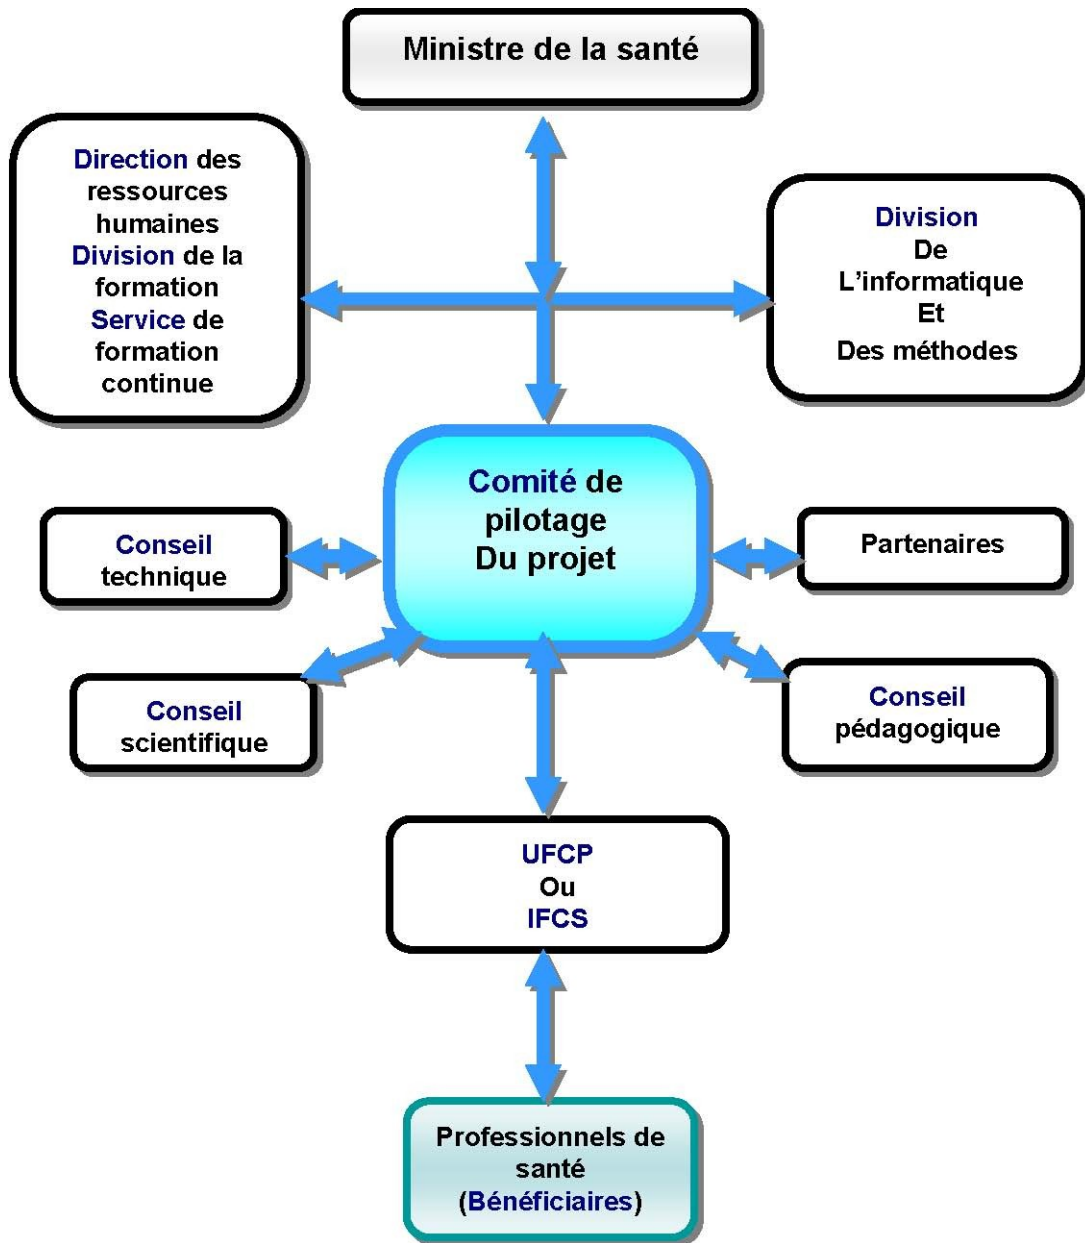 Ministre de la santé
Direction des
ressources
humaines
Division de la
formation
Service de
formation
continue
Division
De
L'informatique
Et
Des méthodes
Comité de
pilotage
Du projet
Conseil
technique
Partenaires
Conseil
scientifique
Conseil
pédagogique
UFCP
Ou
IFCS
Professionnels de
santé
(Bénéficiaires)